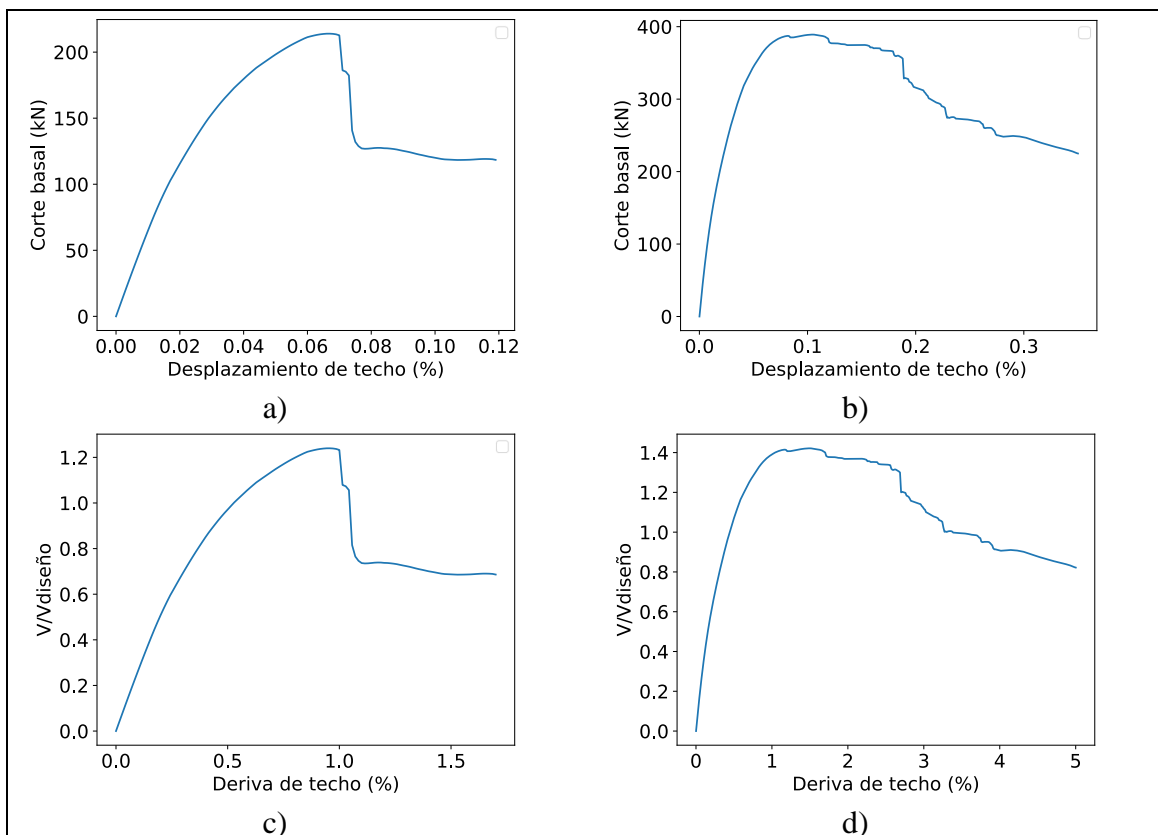 Corte basal (kN)
200
150
100
50
0
0.00 0.02 0.04 0.06 0.08 0.10 0.12
Desplazamiento de techo (%)
a)
Corte basal (kN)
400
300
200
100
0
0.0 0.1 0.2 0.3
Desplazamiento de techo (%)
b)
V/Vdiseño
1.2
1.0
0.8
0.6
0.4
0.2
0.0
0.0 0.5 1.0 1.5
Deriva de techo (%)
c)
V/Vdiseño
1.4
1.2
1.0
0.8
0.6
0.4
0.2
0.0
0 1 2 3 4 5
Deriva de techo (%)
d)